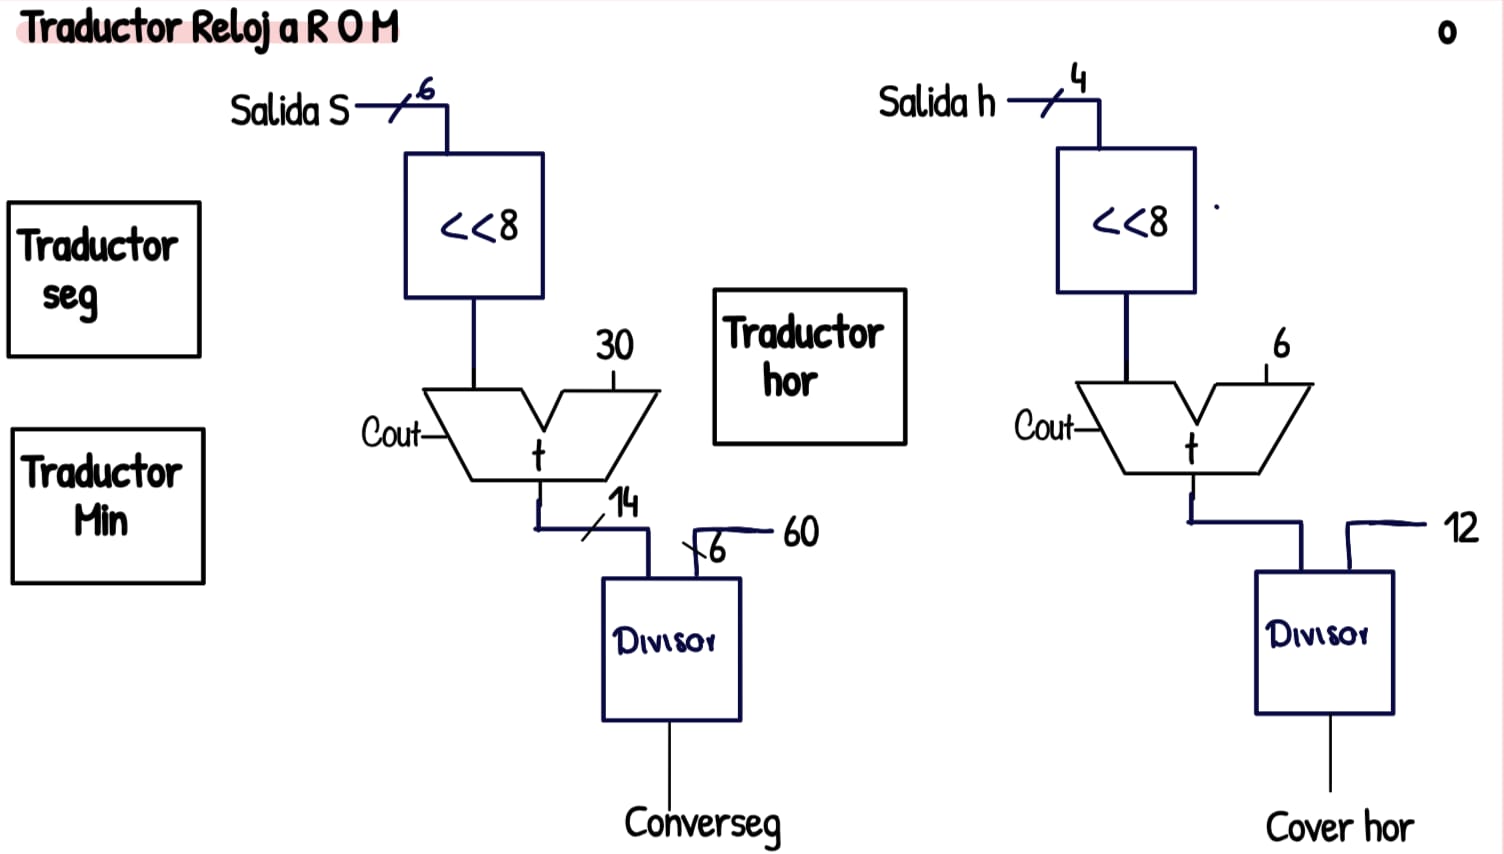 Traductor Reloj a ROM
o
Salida S
6
<<8
Traductor
seg
30
Cout
+
14
60
6
Divisor
Converseg
Traductor
Min
Salida h
4
<<8
Traductor
hor
6
Cout
+
12
Divisor
Cover hor